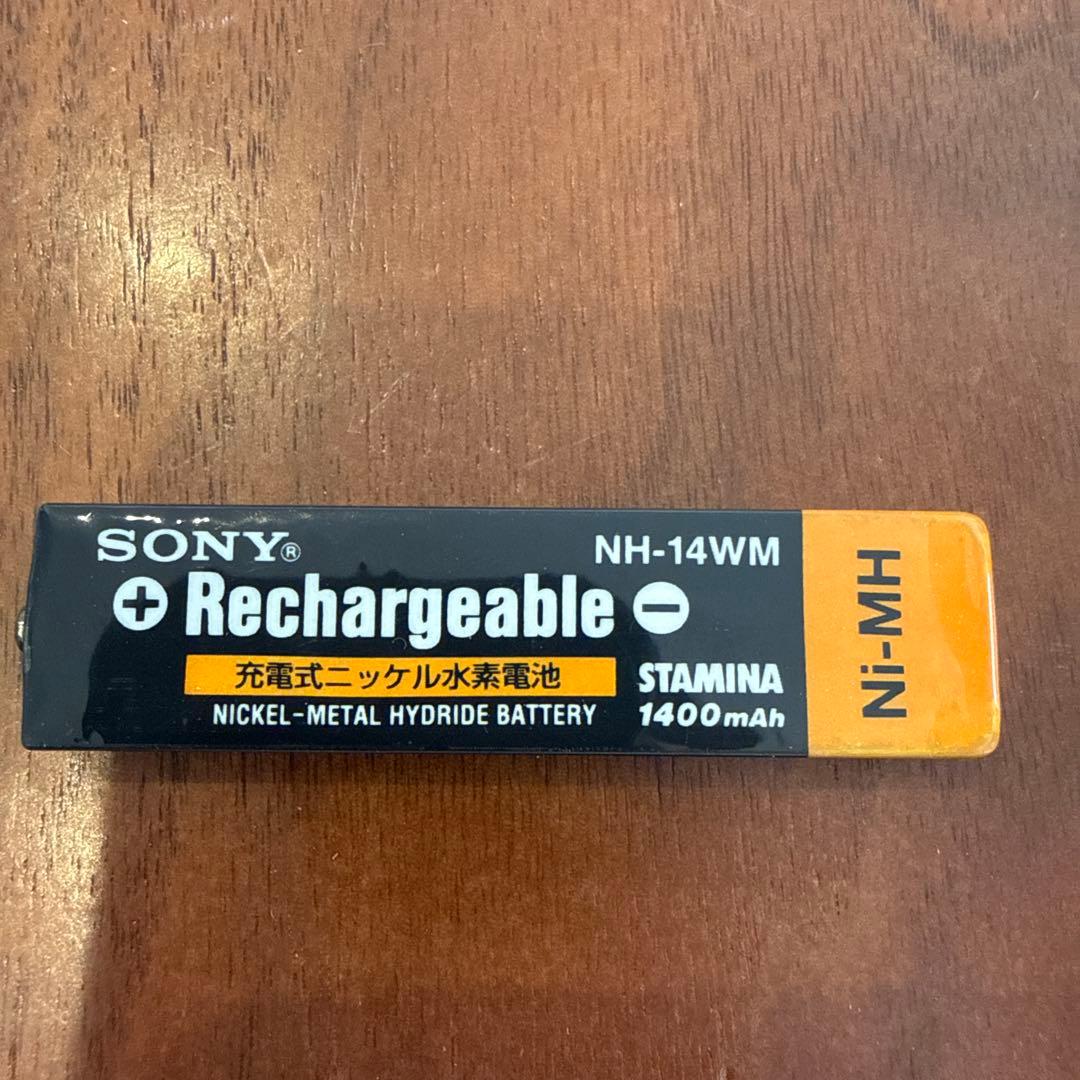 SONY®
NH-14WM
+ Rechargeable −
充電式ニッケル水素電池
STAMINA
NICKEL-METAL HYDRIDE BATTERY
1400mAh
Ni-MH